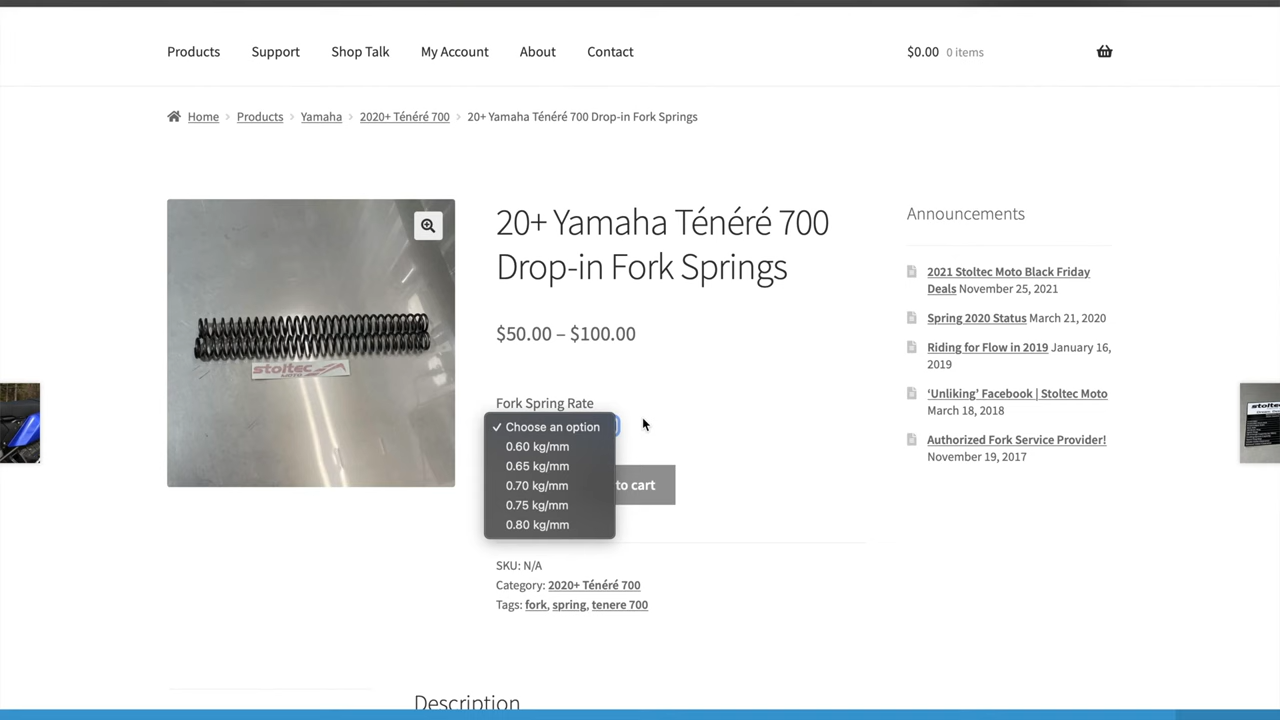 Products Support Shop Talk My Account About Contact $0.00 0 items
Home Products Yamaha 2020+ Ténéré 700 20+ Yamaha Ténéré 700 Drop-in Fork Springs
20+ Yamaha Ténéré 700
Drop-in Fork Springs
$50.00 – $100.00
Fork Spring Rate
Choose an option
0.60 kg/mm
0.65 kg/mm
0.70 kg/mm
0.75 kg/mm
0.80 kg/mm
to cart
SKU: N/A
Category: 2020+ Ténéré 700
Tags: fork, spring, tenere 700
Description
stoltec
Announcements
2021 Stoltec Moto Black Friday
Deals November 25, 2021
Spring 2020 Status March 21, 2020
Riding for Flow in 2019 January 16,
2019
‘Unliking’ Facebook | Stoltec Moto
March 18, 2018
Authorized Fork Service Provider!
November 19, 2017